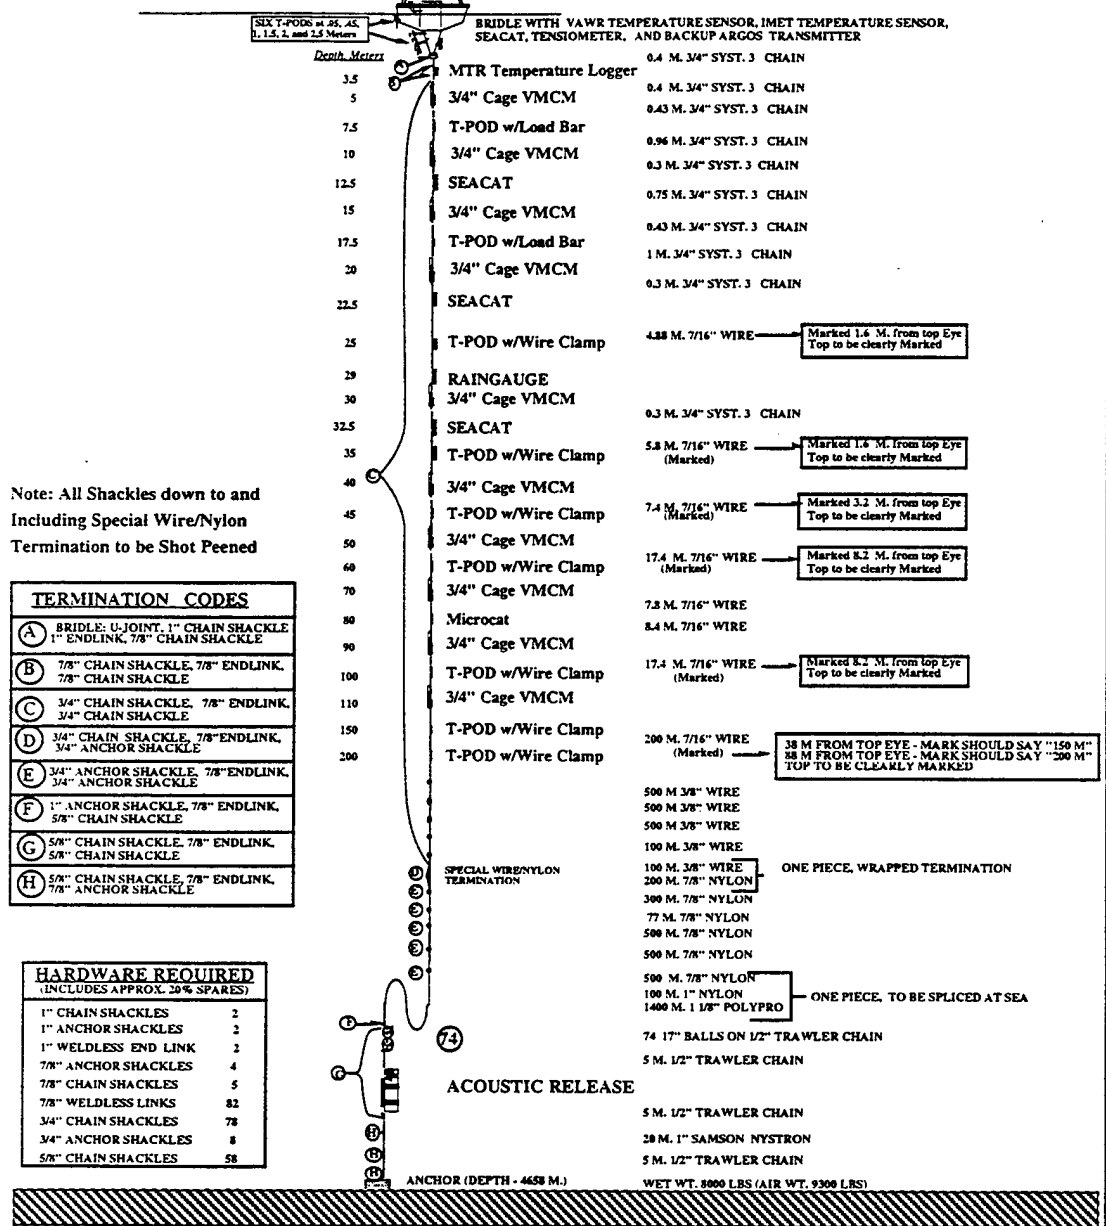 SIX T-PODS at .05, .45,
1, 1.5, 2, and 2.5 Meters
BRIDLE WITH VAWR TEMPERATURE SENSOR, IMET TEMPERATURE SENSOR,
SEACAT, TENSIOMETER, AND BACKUP ARGOS TRANSMITTER
Depth, Meters
0.4 M. 3/4" SYST. 3 CHAIN
A
3.5 MTR Temperature Logger
B
0.4 M. 3/4" SYST. 3 CHAIN
5 3/4" Cage VMCM
0.43 M. 3/4" SYST. 3 CHAIN
7.5 T-POD w/Load Bar
0.96 M. 3/4" SYST. 3 CHAIN
10 3/4" Cage VMCM
0.3 M. 3/4" SYST. 3 CHAIN
12.5 SEACAT
0.75 M. 3/4" SYST. 3 CHAIN
15 3/4" Cage VMCM
0.43 M. 3/4" SYST. 3 CHAIN
17.5 T-POD w/Load Bar
1 M. 3/4" SYST. 3 CHAIN
20 3/4" Cage VMCM
0.3 M. 3/4" SYST. 3 CHAIN
22.5 SEACAT
25 T-POD w/Wire Clamp 4.88 M. 7/16" WIRE
Marked 1.6 M. from top Eye
Top to be clearly Marked
29 RAINGAUGE
30 3/4" Cage VMCM
0.3 M. 3/4" SYST. 3 CHAIN
32.5 SEACAT
35 T-POD w/Wire Clamp 5.8 M. 7/16" WIRE
(Marked)
Marked 1.6 M. from top Eye
Top to be clearly Marked
C
40 3/4" Cage VMCM
45 T-POD w/Wire Clamp 7.4 M. 7/16" WIRE
(Marked)
Marked 3.2 M. from top Eye
Top to be clearly Marked
50 3/4" Cage VMCM
60 T-POD w/Wire Clamp 17.4 M. 7/16" WIRE
(Marked)
Marked 8.2 M. from top Eye
Top to be clearly Marked
70 3/4" Cage VMCM
7.8 M. 7/16" WIRE
80 Microcat
8.4 M. 7/16" WIRE
90 3/4" Cage VMCM
100 T-POD w/Wire Clamp 17.4 M. 7/16" WIRE
(Marked)
Marked 8.2 M. from top Eye
Top to be clearly Marked
110 3/4" Cage VMCM
150 T-POD w/Wire Clamp
200 T-POD w/Wire Clamp
200 M. 7/16" WIRE
(Marked)
38 M FROM TOP EYE - MARK SHOULD SAY "150 M"
88 M FROM TOP EYE - MARK SHOULD SAY "200 M"
TOP TO BE CLEARLY MARKED
500 M 3/8" WIRE
500 M 3/8" WIRE
500 M 3/8" WIRE
100 M. 3/8" WIRE
D
SPECIAL WIRE/NYLON
TERMINATION
100 M. 3/8" WIRE
200 M. 7/8" NYLON
ONE PIECE, WRAPPED TERMINATION
E
300 M. 7/8" NYLON
E
77 M. 7/8" NYLON
E
500 M. 7/8" NYLON
E
500 M. 7/8" NYLON
E
500 M. 7/8" NYLON
100 M. 1" NYLON
1400 M. 1 1/8" POLYPRO
ONE PIECE, TO BE SPLICED AT SEA
F
74
74 17" BALLS ON 1/2" TRAWLER CHAIN
5 M. 1/2" TRAWLER CHAIN
G
ACOUSTIC RELEASE
5 M. 1/2" TRAWLER CHAIN
H
20 M. 1" SAMSON NYSTRON
H
5 M. 1/2" TRAWLER CHAIN
H
ANCHOR (DEPTH - 4658 M.)
WET WT. 8000 LBS (AIR WT. 9300 LBS)
Note: All Shackles down to and
Including Special Wire/Nylon
Termination to be Shot Peened
TERMINATION CODES
A BRIDLE: U-JOINT, 1" CHAIN SHACKLE
1" ENDLINK, 7/8" CHAIN SHACKLE
B 7/8" CHAIN SHACKLE, 7/8" ENDLINK,
7/8" CHAIN SHACKLE
C 3/4" CHAIN SHACKLE, 7/8" ENDLINK,
3/4" CHAIN SHACKLE
D 3/4" CHAIN SHACKLE, 7/8"ENDLINK,
3/4" ANCHOR SHACKLE
E 3/4" ANCHOR SHACKLE, 7/8"ENDLINK,
3/4" ANCHOR SHACKLE
F 1" ANCHOR SHACKLE, 7/8" ENDLINK,
5/8" CHAIN SHACKLE
G 5/8" CHAIN SHACKLE, 7/8" ENDLINK,
5/8" CHAIN SHACKLE
H 5/8" CHAIN SHACKLE, 7/8" ENDLINK,
7/8" ANCHOR SHACKLE
HARDWARE REQUIRED
(INCLUDES APPROX. 20% SPARES)
1" CHAIN SHACKLES 2
1" ANCHOR SHACKLES 2
1" WELDLESS END LINK 2
7/8" ANCHOR SHACKLES 4
7/8" CHAIN SHACKLES 5
7/8" WELDLESS LINKS 82
3/4" CHAIN SHACKLES 78
3/4" ANCHOR SHACKLES 8
5/8" CHAIN SHACKLES 58